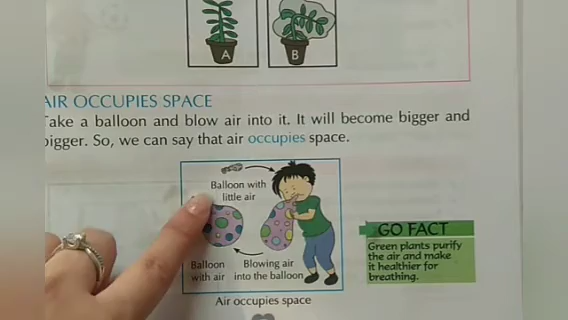 A B
AIR OCCUPIES SPACE
Take a balloon and blow air into it. It will become bigger and
bigger. So, we can say that air occupies space.
Balloon with
little air
Balloon
with air
Blowing air
into the balloon
Air occupies space
GO FACT
Green plants purify
the air and make
it healthier for
breathing.